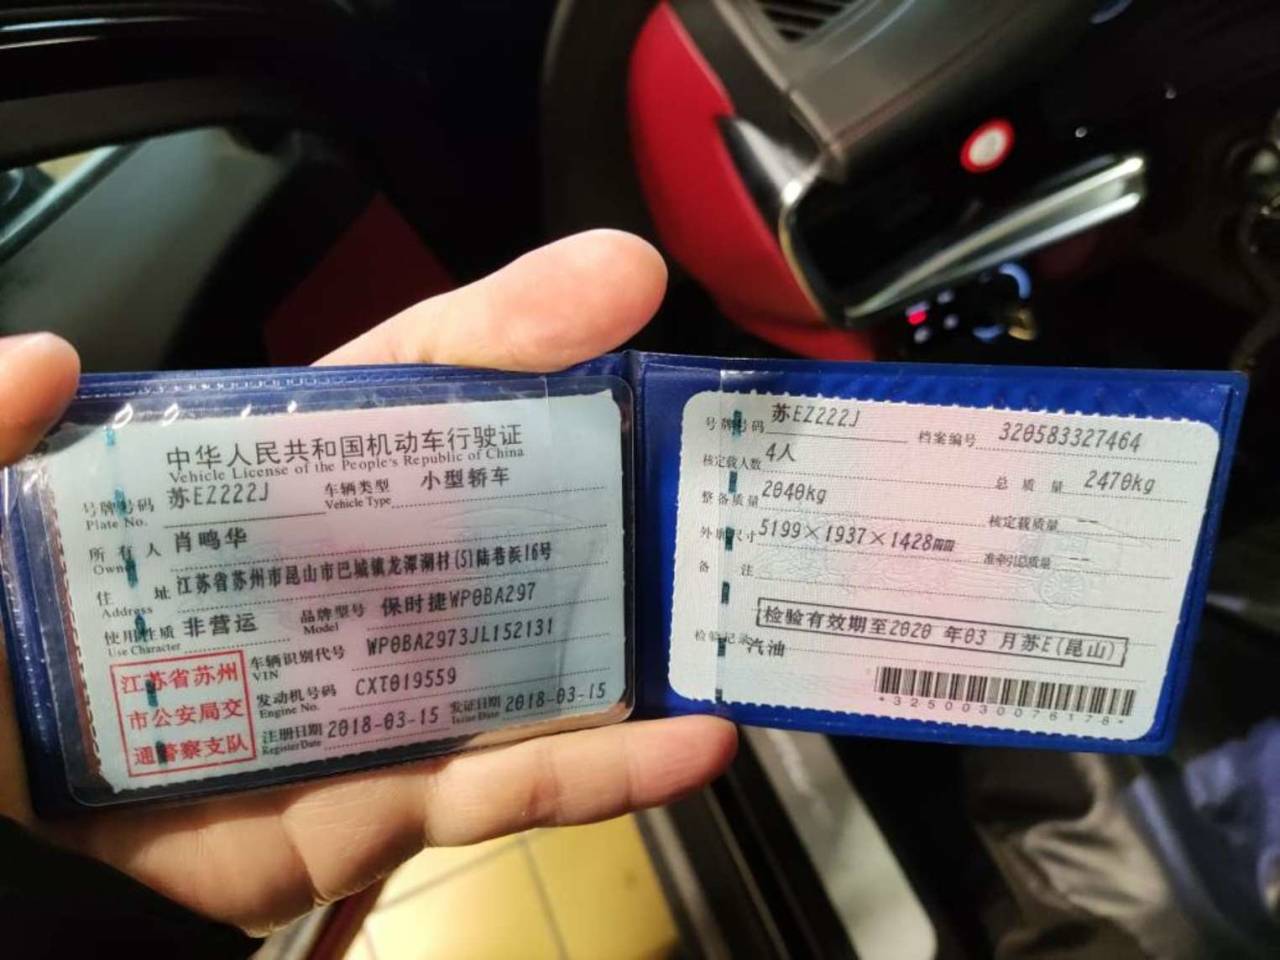 中华人民共和国机动车行驶证
Vehicle License of the People's Republic of China
号牌号码 苏EZ222J 车辆类型 小型轿车
Plate No. Vehicle Type
所有人 肖鸣华
Owner
住址 江苏省苏州市昆山市巴城镇龙潭湖村(5)陆巷浜16号
Address
使用性质 非营运 品牌型号 保时捷WP0BA297
Use Character Model
车辆识别代号 WP0BA2973JL152131
VIN
发动机号码 CXT019559
Engine No.
注册日期 2018-03-15 发证日期 2018-03-15
Register Date Issue Date
江苏省苏州
市公安局交
通警察支队
号牌号码 苏EZ222J 档案编号 320583327464
核定载人数 4人 总质量 2470kg
整备质量 2040kg 核定载质量 --
外廓尺寸 5199×1937×1428mm 准牵引总质量 --
备注
检验有效期至2020年03月苏E(昆山)
检验记录 汽油
*3250030076178*